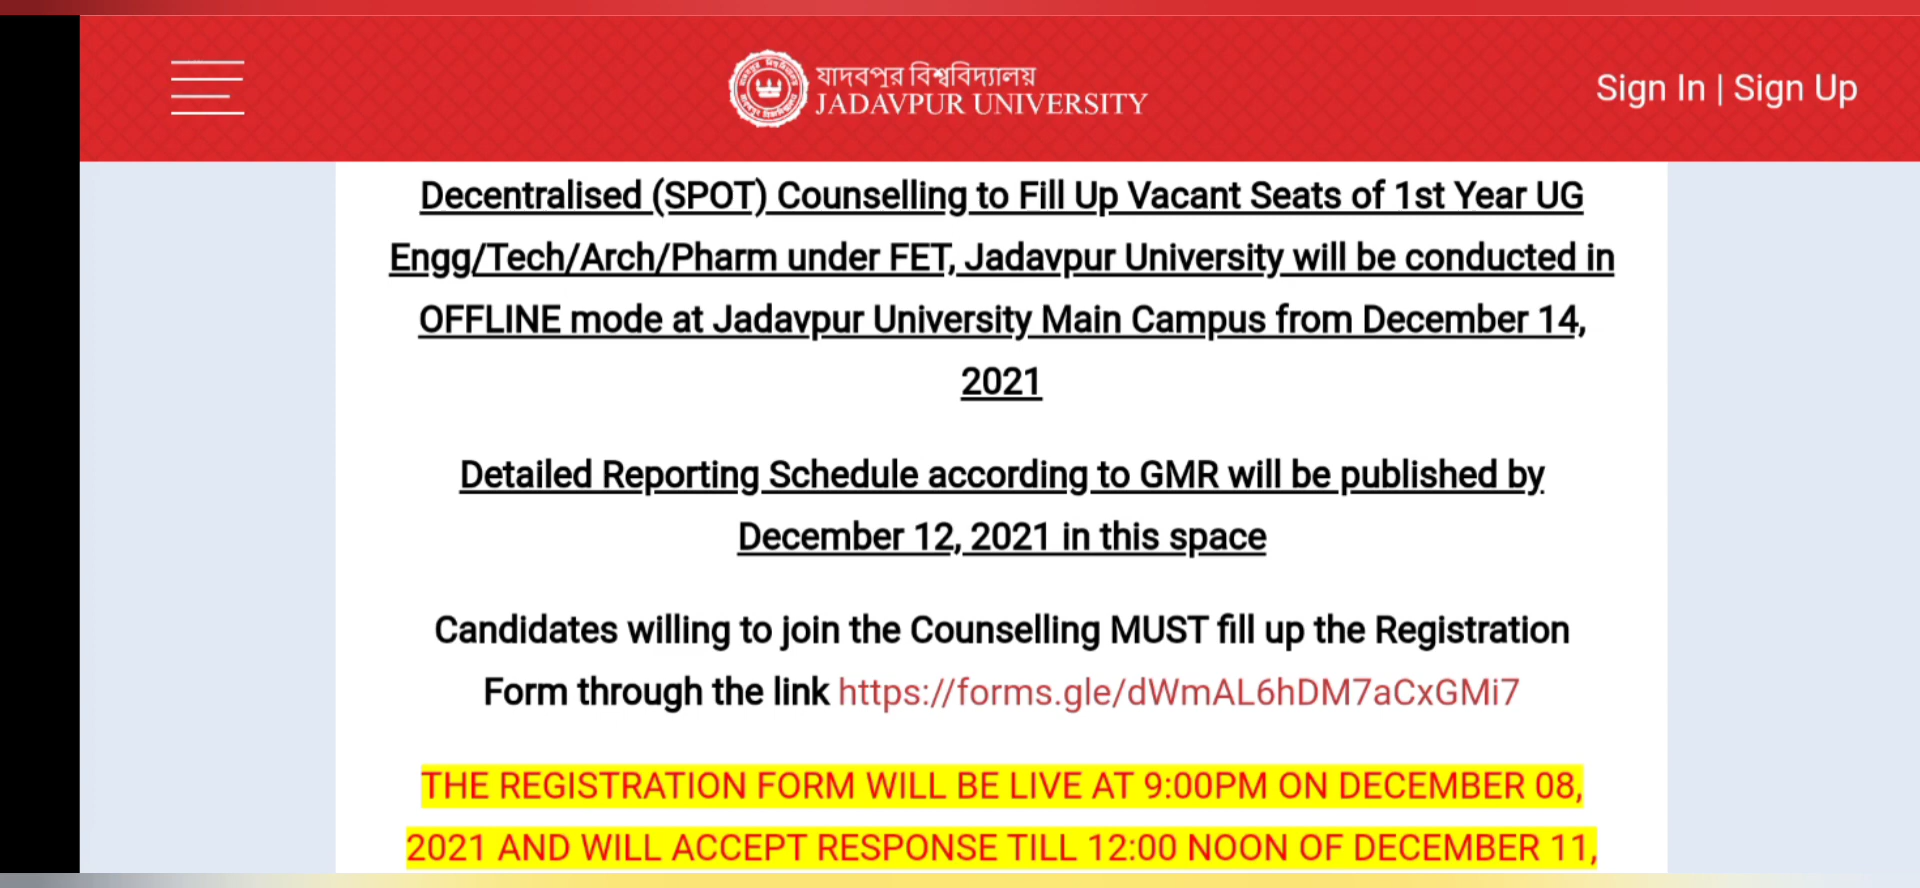 যাদবপুর বিশ্ববিদ্যালয়
JADAVPUR UNIVERSITY
Sign In | Sign Up
Decentralised (SPOT) Counselling to Fill Up Vacant Seats of 1st Year UG
Engg/Tech/Arch/Pharm under FET, Jadavpur University will be conducted in
OFFLINE mode at Jadavpur University Main Campus from December 14,
2021
Detailed Reporting Schedule according to GMR will be published by
December 12, 2021 in this space
Candidates willing to join the Counselling MUST fill up the Registration
Form through the link https://forms.gle/dWmAL6hDM7aCxGMi7
THE REGISTRATION FORM WILL BE LIVE AT 9:00PM ON DECEMBER 08,
2021 AND WILL ACCEPT RESPONSE TILL 12:00 NOON OF DECEMBER 11,